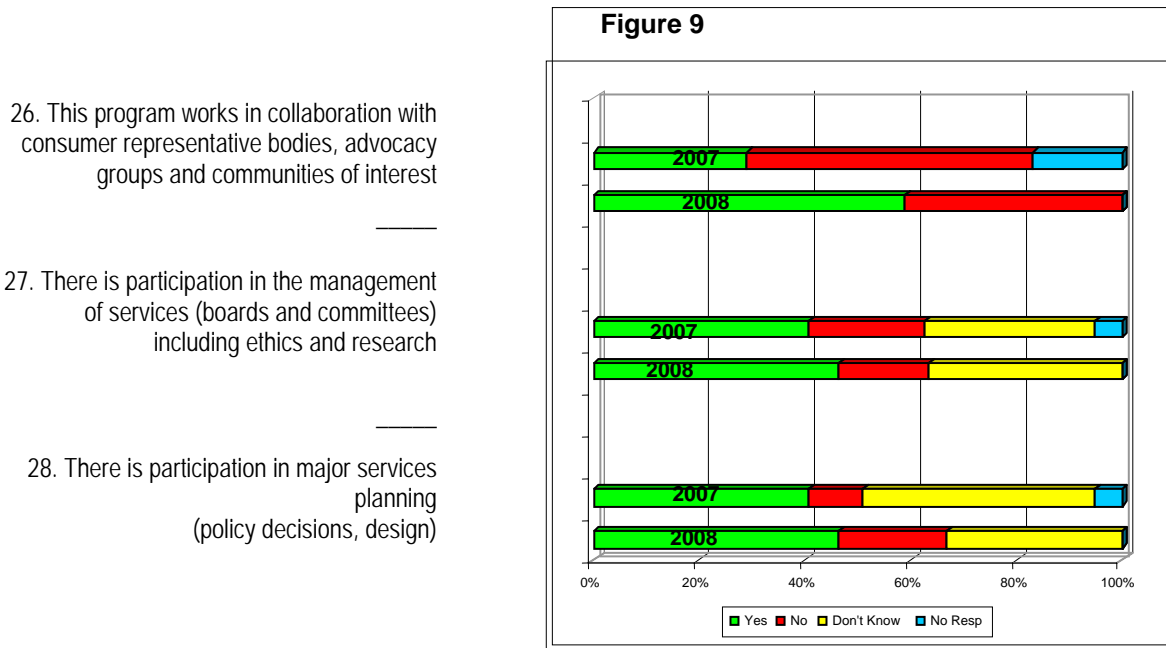 Figure 9
26. This program works in collaboration with
consumer representative bodies, advocacy
groups and communities of interest
_____
27. There is participation in the management
of services (boards and committees)
including ethics and research
_____
28. There is participation in major services
planning
(policy decisions, design)
2007
2008
2007
2008
2007
2008
0% 20% 40% 60% 80% 100%
Yes No Don't Know No Resp